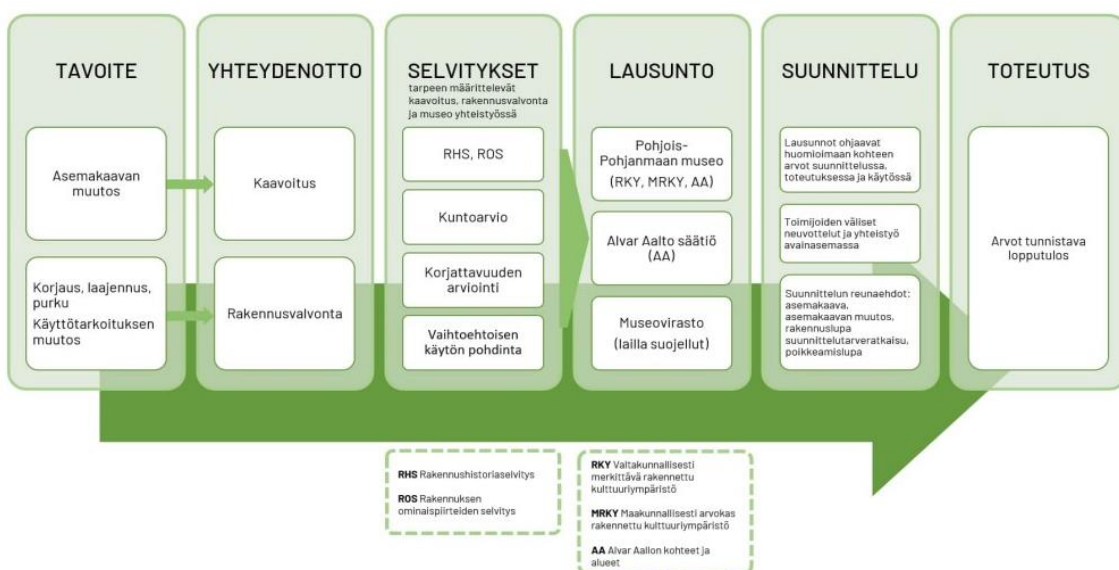 TAVOITE
Asemakaavan
muutos
Korjaus, laajennus,
purku
Käyttötarkoituksen
muutos
YHTEYDENOTTO
Kaavoitus
Rakennusvalvonta
SELVITYKSET
tarpeen määrittelevät
kaavoitus, rakennusvalvonta
ja museo yhteistyössä
RHS, ROS
Kuntoarvio
Korjattavuuden
arviointi
Vaihtoehtoisen
käytön pohdinta
LAUSUNTO
Pohjois-
Pohjanmaan museo
(RKY, MRKY, AA)
Alvar Aalto säätiö
(AA)
Museovirasto
(lailla suojellut)
SUUNNITTELU
Lausunnot ohjaavat
huomioimaan kohteen
arvot suunnittelussa,
toteutuksessa ja käytössä
Toimijoiden väliset
neuvottelut ja yhteistyö
avainasemassa
Suunnittelun reunaehdot:
asemakaava,
asemakaavan muutos,
rakennuslupa
suunnittelutarveratkaisu,
poikkeamislupa
TOTEUTUS
Arvot tunnistava
lopputulos
RHS Rakennushistoriaselvitys
ROS Rakennuksen
ominaispiirteiden selvitys
RKY Valtakunnallisesti
merkittävä rakennettu
kulttuuriympäristö
MRKY Maakunnallisesti arvokas
rakennettu kulttuuriympäristö
AA Alvar Aallon kohteet ja
alueet